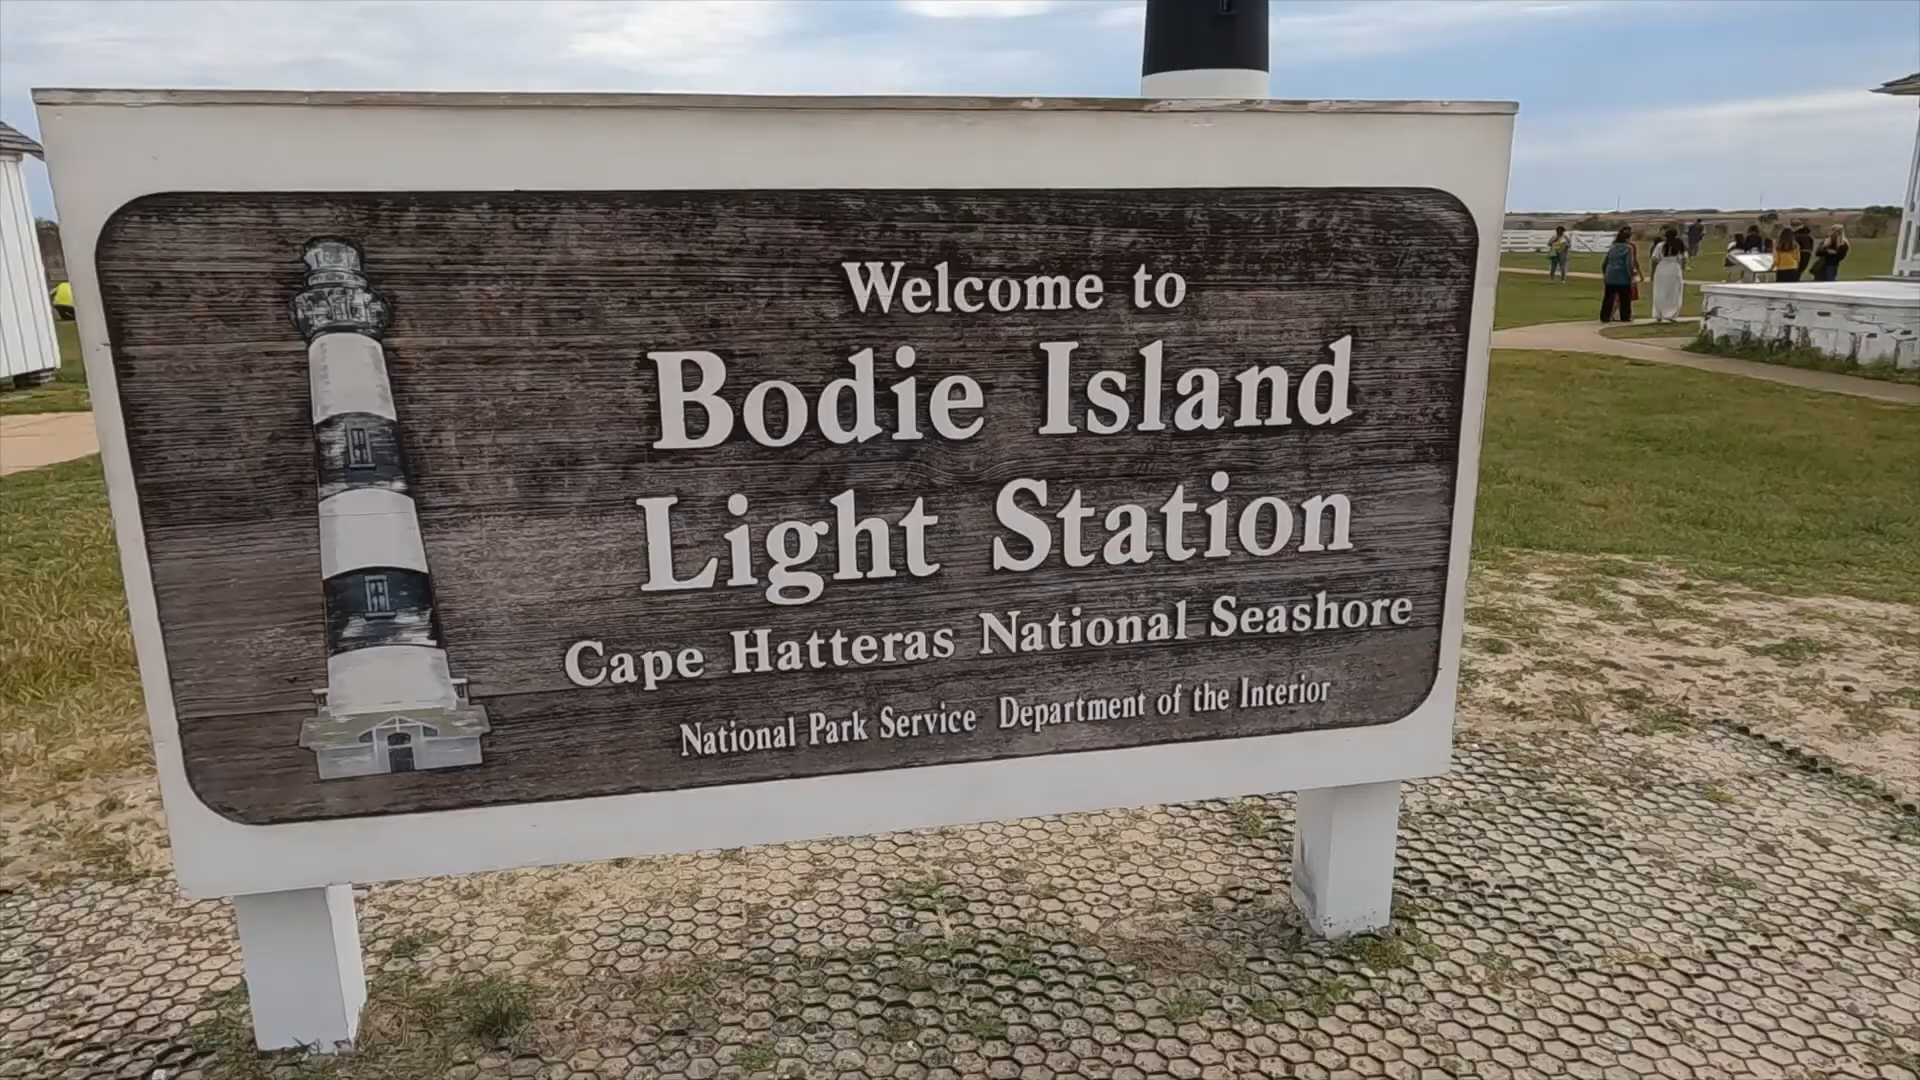 Welcome to
Bodie Island
Light Station
Cape Hatteras National Seashore
National Park Service Department of the Interior